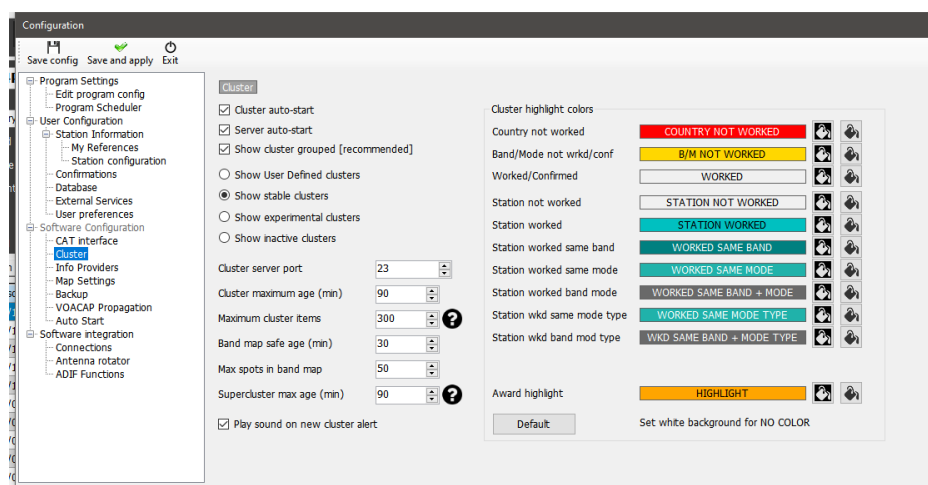 Configuration
Save config Save and apply Exit
Program Settings
Edit program config
Program Scheduler
User Configuration
Station Information
My References
Station configuration
Confirmations
Database
External Services
User preferences
Software Configuration
CAT interface
Cluster
Info Providers
Map Settings
Backup
VOACAP Propagation
Auto Start
Software integration
Connections
Antenna rotator
ADIF Functions
Cluster
Cluster auto-start
Server auto-start
Show cluster grouped [recommended]
Show User Defined clusters
Show stable clusters
Show experimental clusters
Show inactive clusters
Cluster server port 23
Cluster maximum age (min) 90
Maximum cluster items 300 ?
Band map safe age (min) 30
Max spots in band map 50
Supercluster max age (min) 90 ?
Play sound on new cluster alert
Cluster highlight colors
Country not worked COUNTRY NOT WORKED
Band/Mode not wrkd/conf B/M NOT WORKED
Worked/Confirmed WORKED
Station not worked STATION NOT WORKED
Station worked STATION WORKED
Station worked same band WORKED SAME BAND
Station worked same mode WORKED SAME MODE
Station worked band mode WORKED SAME BAND + MODE
Station wkd same mode type WORKED SAME MODE TYPE
Station wkd band mod type WKD SAME BAND + MODE TYPE
Award highlight HIGHLIGHT
Default Set white background for NO COLOR